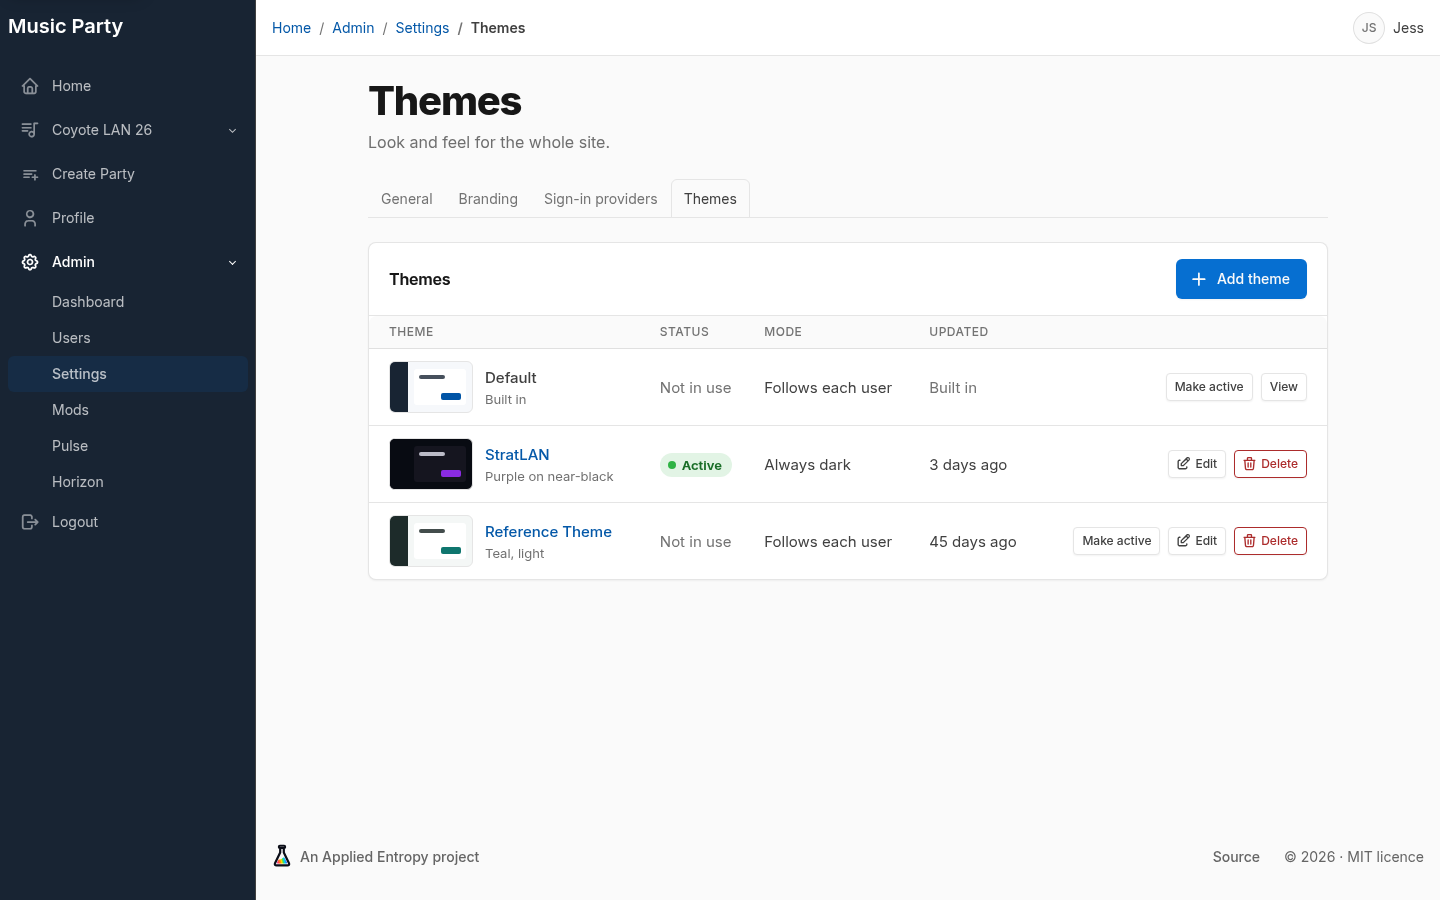 Music Party
Home / Admin / Settings / Themes
JS Jess
Home
Coyote LAN 26
Create Party
Profile
Admin
Dashboard
Users
Settings
Mods
Pulse
Horizon
Logout
Themes
Look and feel for the whole site.
General Branding Sign-in providers Themes
Themes
Add theme
THEME STATUS MODE UPDATED
Default
Built in
Not in use Follows each user Built in Make active View
StratLAN
Purple on near-black
Active Always dark 3 days ago Edit Delete
Reference Theme
Teal, light
Not in use Follows each user 45 days ago Make active Edit Delete
An Applied Entropy project
Source © 2026 · MIT licence